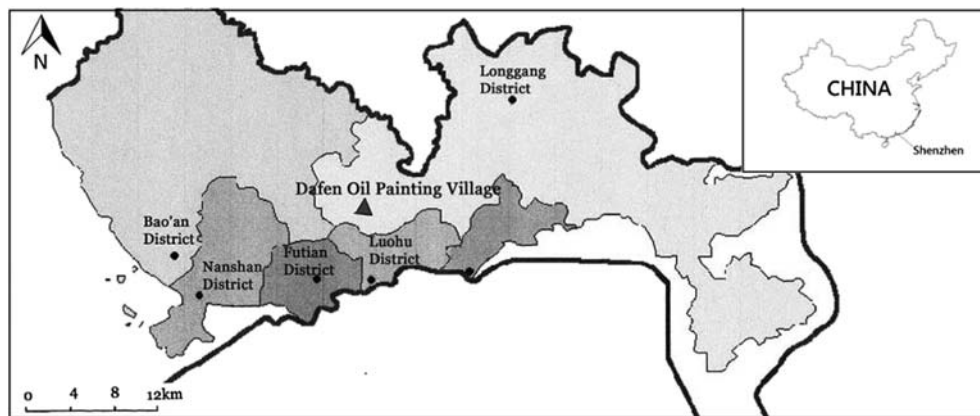 N
Longgang
District
CHINA
Shenzhen
Dafen Oil Painting Village
Bao'an
District
Nanshan
District
Futian
District
Luohu
District
0 4 8 12km